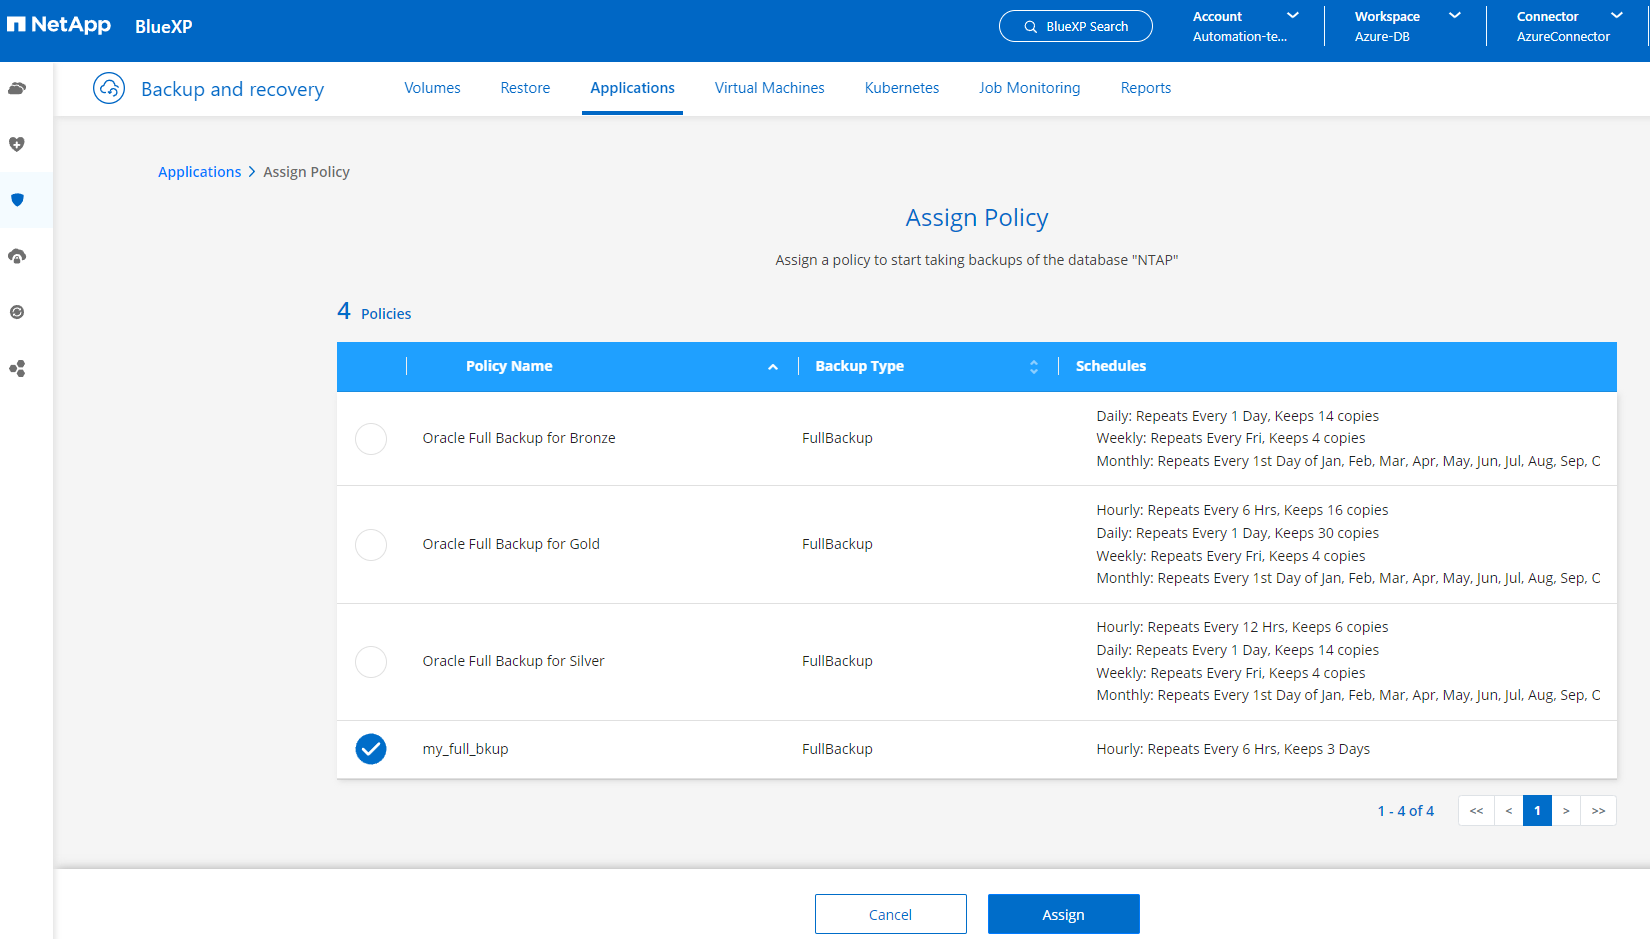 NetApp BlueXP
BlueXP Search
Account
Automation-te...
Workspace
Azure-DB
Connector
AzureConnector
Backup and recovery
Volumes
Restore
Applications
Virtual Machines
Kubernetes
Job Monitoring
Reports
Applications > Assign Policy
Assign Policy
Assign a policy to start taking backups of the database "NTAP"
4 Policies
Policy Name
Backup Type
Schedules
Oracle Full Backup for Bronze
FullBackup
Daily: Repeats Every 1 Day, Keeps 14 copies
Weekly: Repeats Every Fri, Keeps 4 copies
Monthly: Repeats Every 1st Day of Jan, Feb, Mar, Apr, May, Jun, Jul, Aug, Sep, O
Oracle Full Backup for Gold
FullBackup
Hourly: Repeats Every 6 Hrs, Keeps 16 copies
Daily: Repeats Every 1 Day, Keeps 30 copies
Weekly: Repeats Every Fri, Keeps 4 copies
Monthly: Repeats Every 1st Day of Jan, Feb, Mar, Apr, May, Jun, Jul, Aug, Sep, O
Oracle Full Backup for Silver
FullBackup
Hourly: Repeats Every 12 Hrs, Keeps 6 copies
Daily: Repeats Every 1 Day, Keeps 14 copies
Weekly: Repeats Every Fri, Keeps 4 copies
Monthly: Repeats Every 1st Day of Jan, Feb, Mar, Apr, May, Jun, Jul, Aug, Sep, O
my_full_bkup
FullBackup
Hourly: Repeats Every 6 Hrs, Keeps 3 Days
1 - 4 of 4
<< < 1 > >>
Cancel
Assign